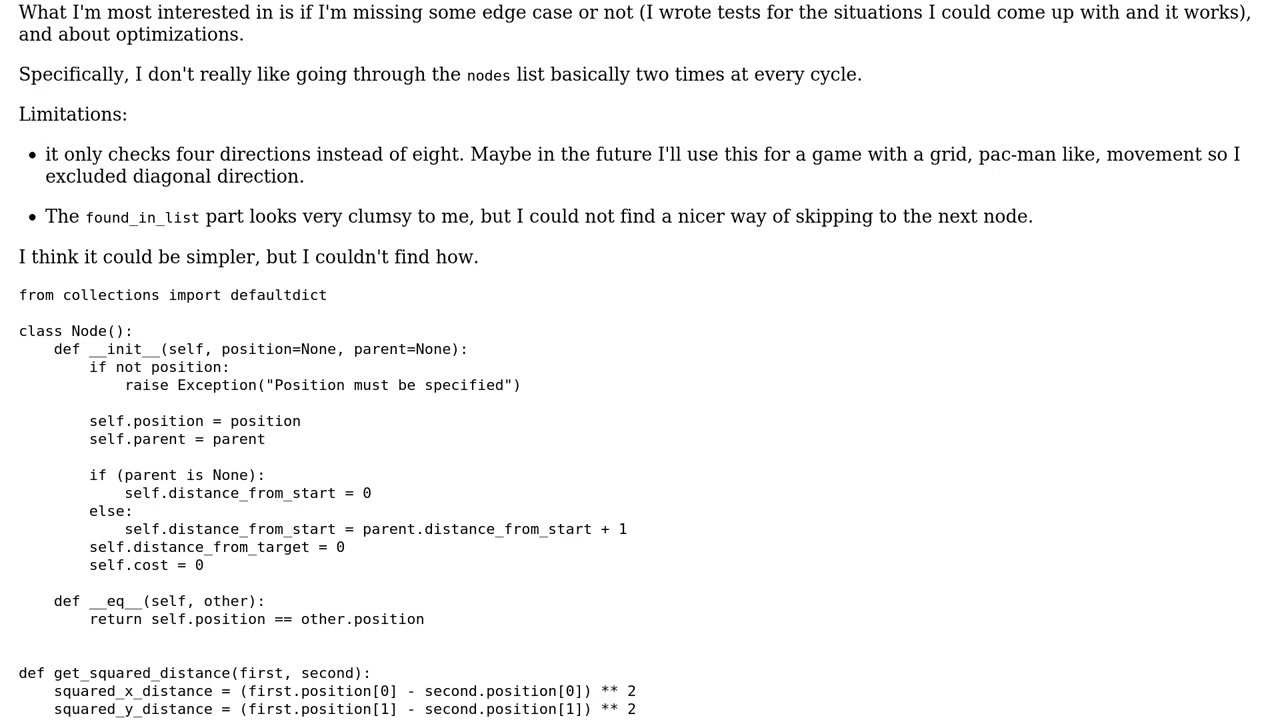 What I'm most interested in is if I'm missing some edge case or not (I wrote tests for the situations I could come up with and it works),
and about optimizations.
Specifically, I don't really like going through the nodes list basically two times at every cycle.
Limitations:
• it only checks four directions instead of eight. Maybe in the future I'll use this for a game with a grid, pac-man like, movement so I
excluded diagonal direction.
• The found_in_list part looks very clumsy to me, but I could not find a nicer way of skipping to the next node.
I think it could be simpler, but I couldn't find how.
from collections import defaultdict
class Node():
    def __init__(self, position=None, parent=None):
        if not position:
            raise Exception("Position must be specified")
        self.position = position
        self.parent = parent
        if (parent is None):
            self.distance_from_start = 0
        else:
            self.distance_from_start = parent.distance_from_start + 1
        self.distance_from_target = 0
        self.cost = 0
    def __eq__(self, other):
        return self.position == other.position
def get_squared_distance(first, second):
    squared_x_distance = (first.position[0] - second.position[0]) ** 2
    squared_y_distance = (first.position[1] - second.position[1]) ** 2